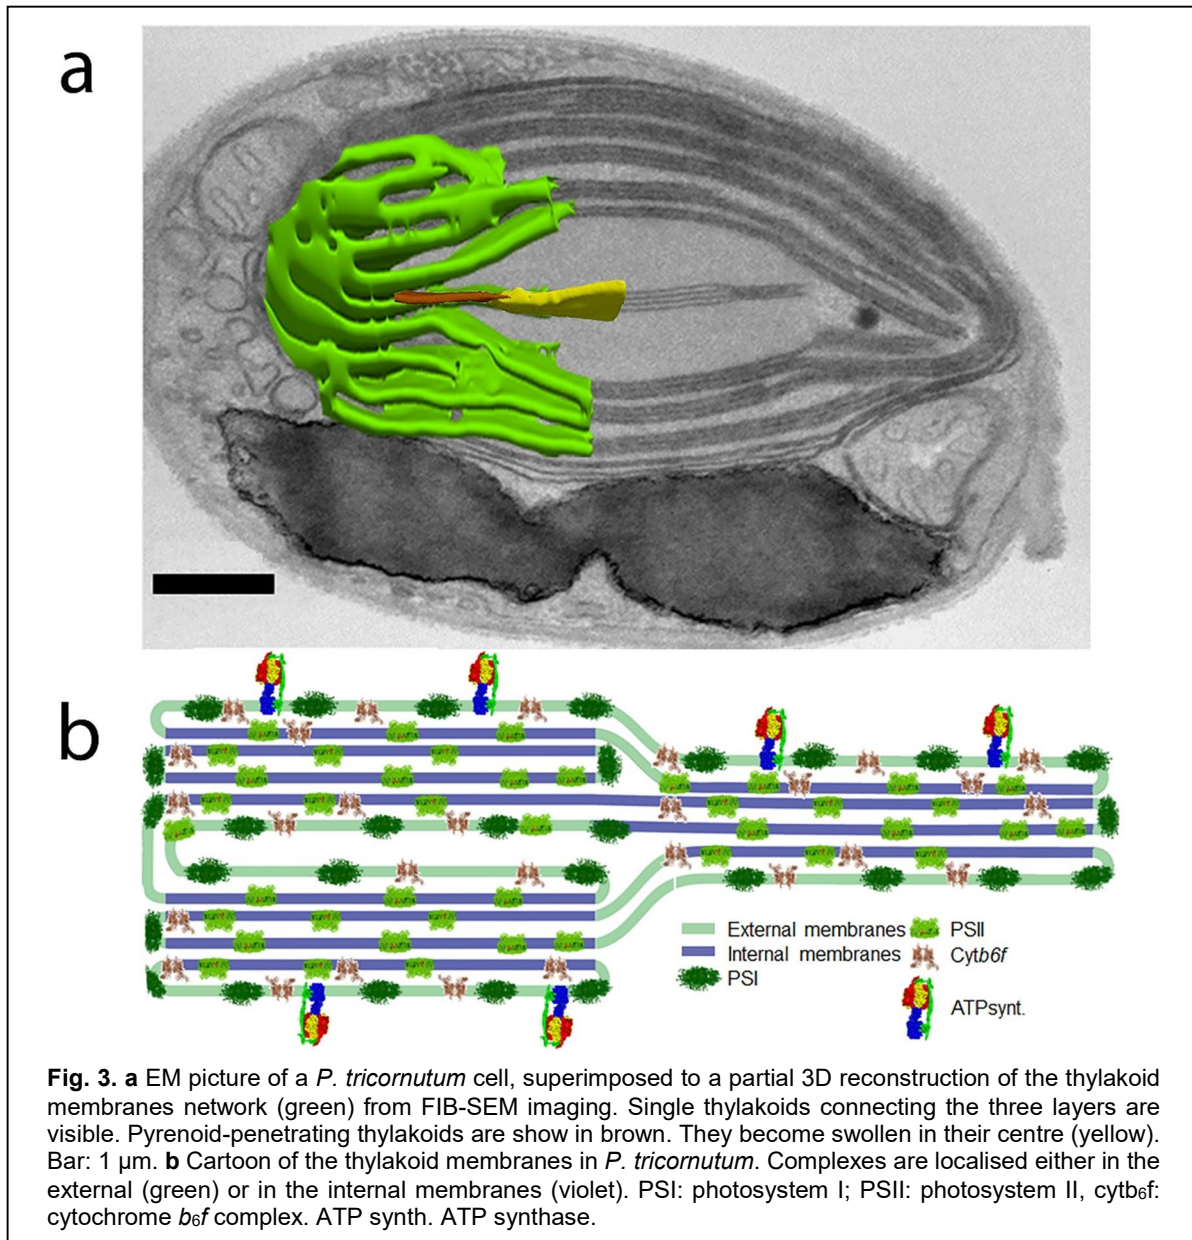 a
b
External membranes
Internal membranes
PSI
PSII
Cytb6f
ATPsynt.
Fig. 3. a EM picture of a P. tricornutum cell, superimposed to a partial 3D reconstruction of the thylakoid
membranes network (green) from FIB-SEM imaging. Single thylakoids connecting the three layers are
visible. Pyrenoid-penetrating thylakoids are show in brown. They become swollen in their centre (yellow).
Bar: 1 µm. b Cartoon of the thylakoid membranes in P. tricornutum. Complexes are localised either in the
external (green) or in the internal membranes (violet). PSI: photosystem I; PSII: photosystem II, cytb₆f:
cytochrome b₆f complex. ATP synth. ATP synthase.